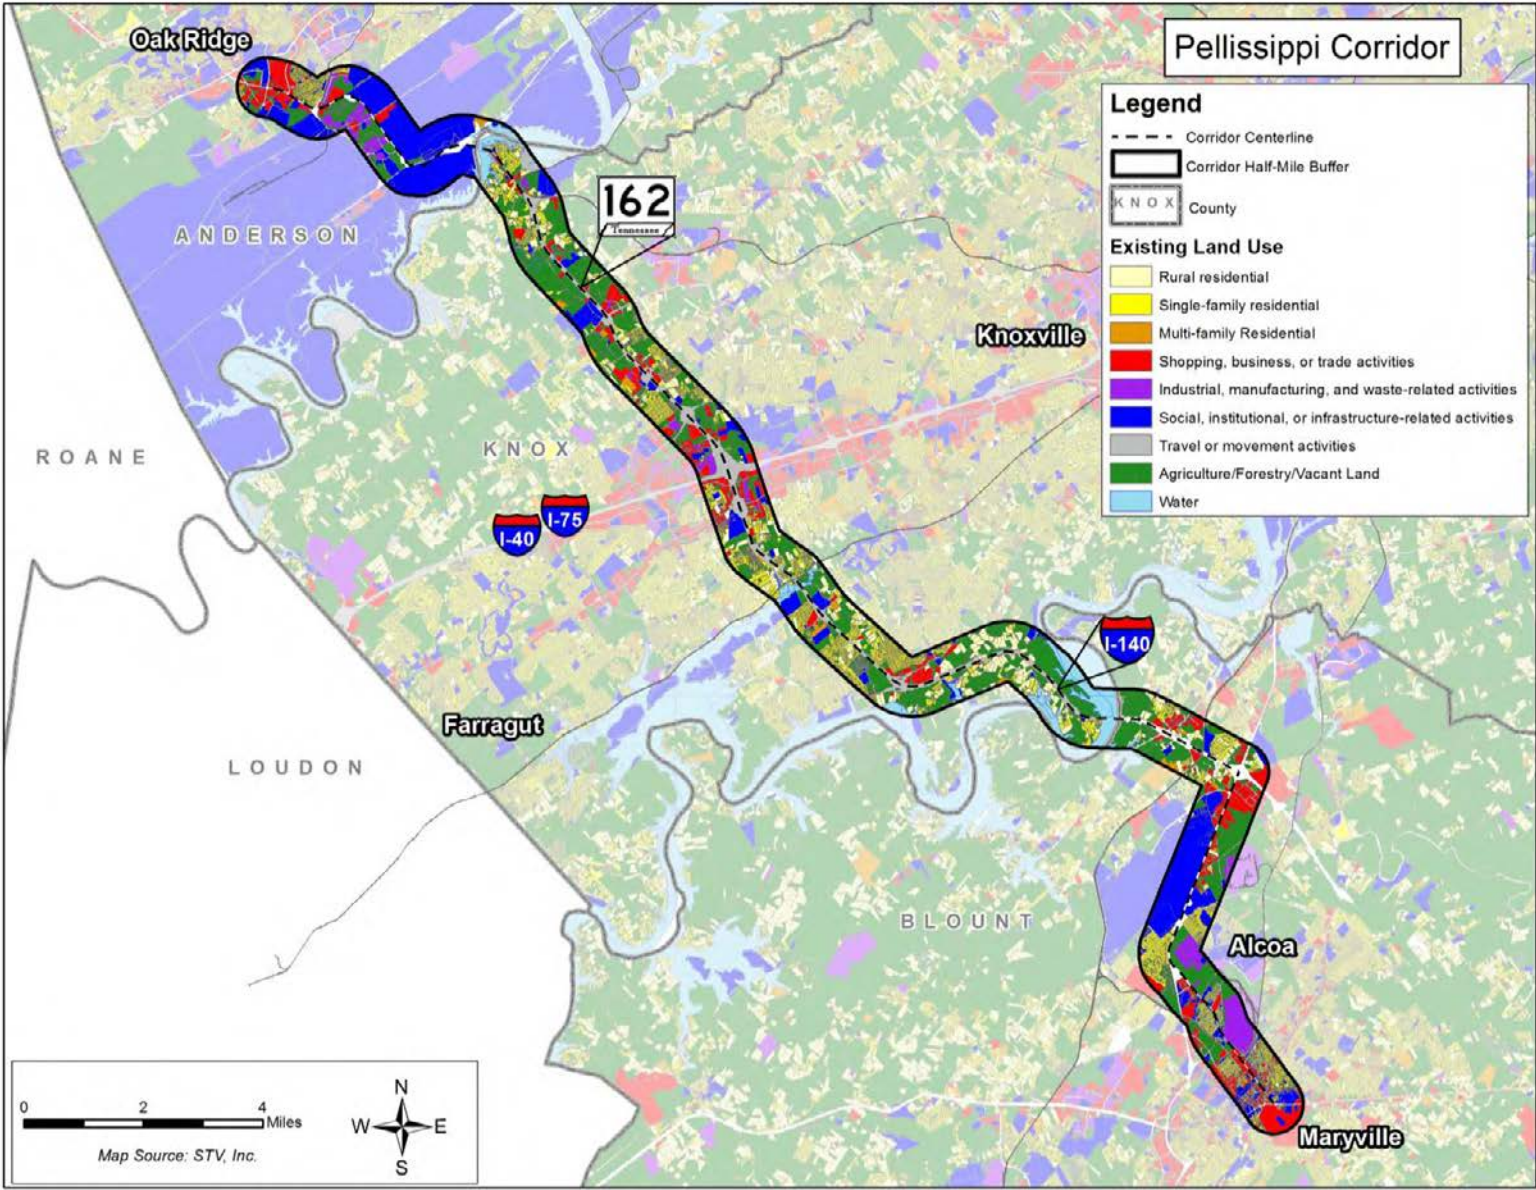 Oak Ridge
Pellissippi Corridor
Legend
Corridor Centerline
Corridor Half-Mile Buffer
KNOX
County
Existing Land Use
Rural residential
Single-family residential
Multi-family Residential
Shopping, business, or trade activities
Industrial, manufacturing, and waste-related activities
Social, institutional, or infrastructure-related activities
Travel or movement activities
Agriculture/Forestry/Vacant Land
Water
162
Tennessee
ANDERSON
Knoxville
ROANE
KNOX
I-75
I-40
I-140
Farragut
LOUDON
BLOUNT
Alcoa
Maryville
0 2 4
Miles
Map Source: STV, Inc.
N
W E
S